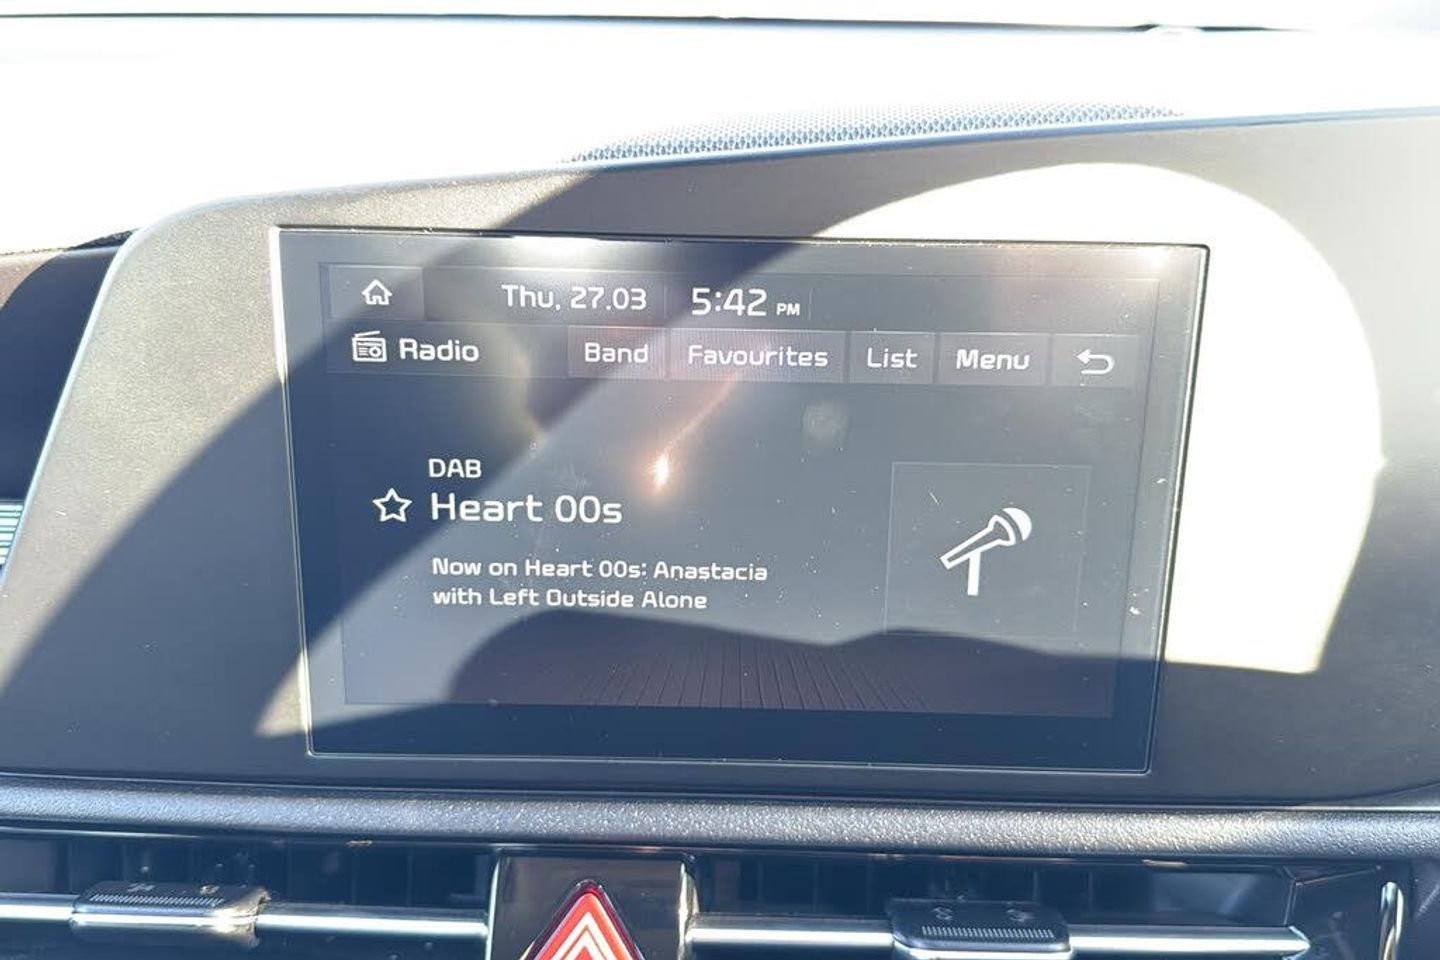 Thu, 27.03 5:42 PM
Radio Band Favourites List Menu
DAB
Heart 00s
Now on Heart 00s: Anastacia
with Left Outside Alone